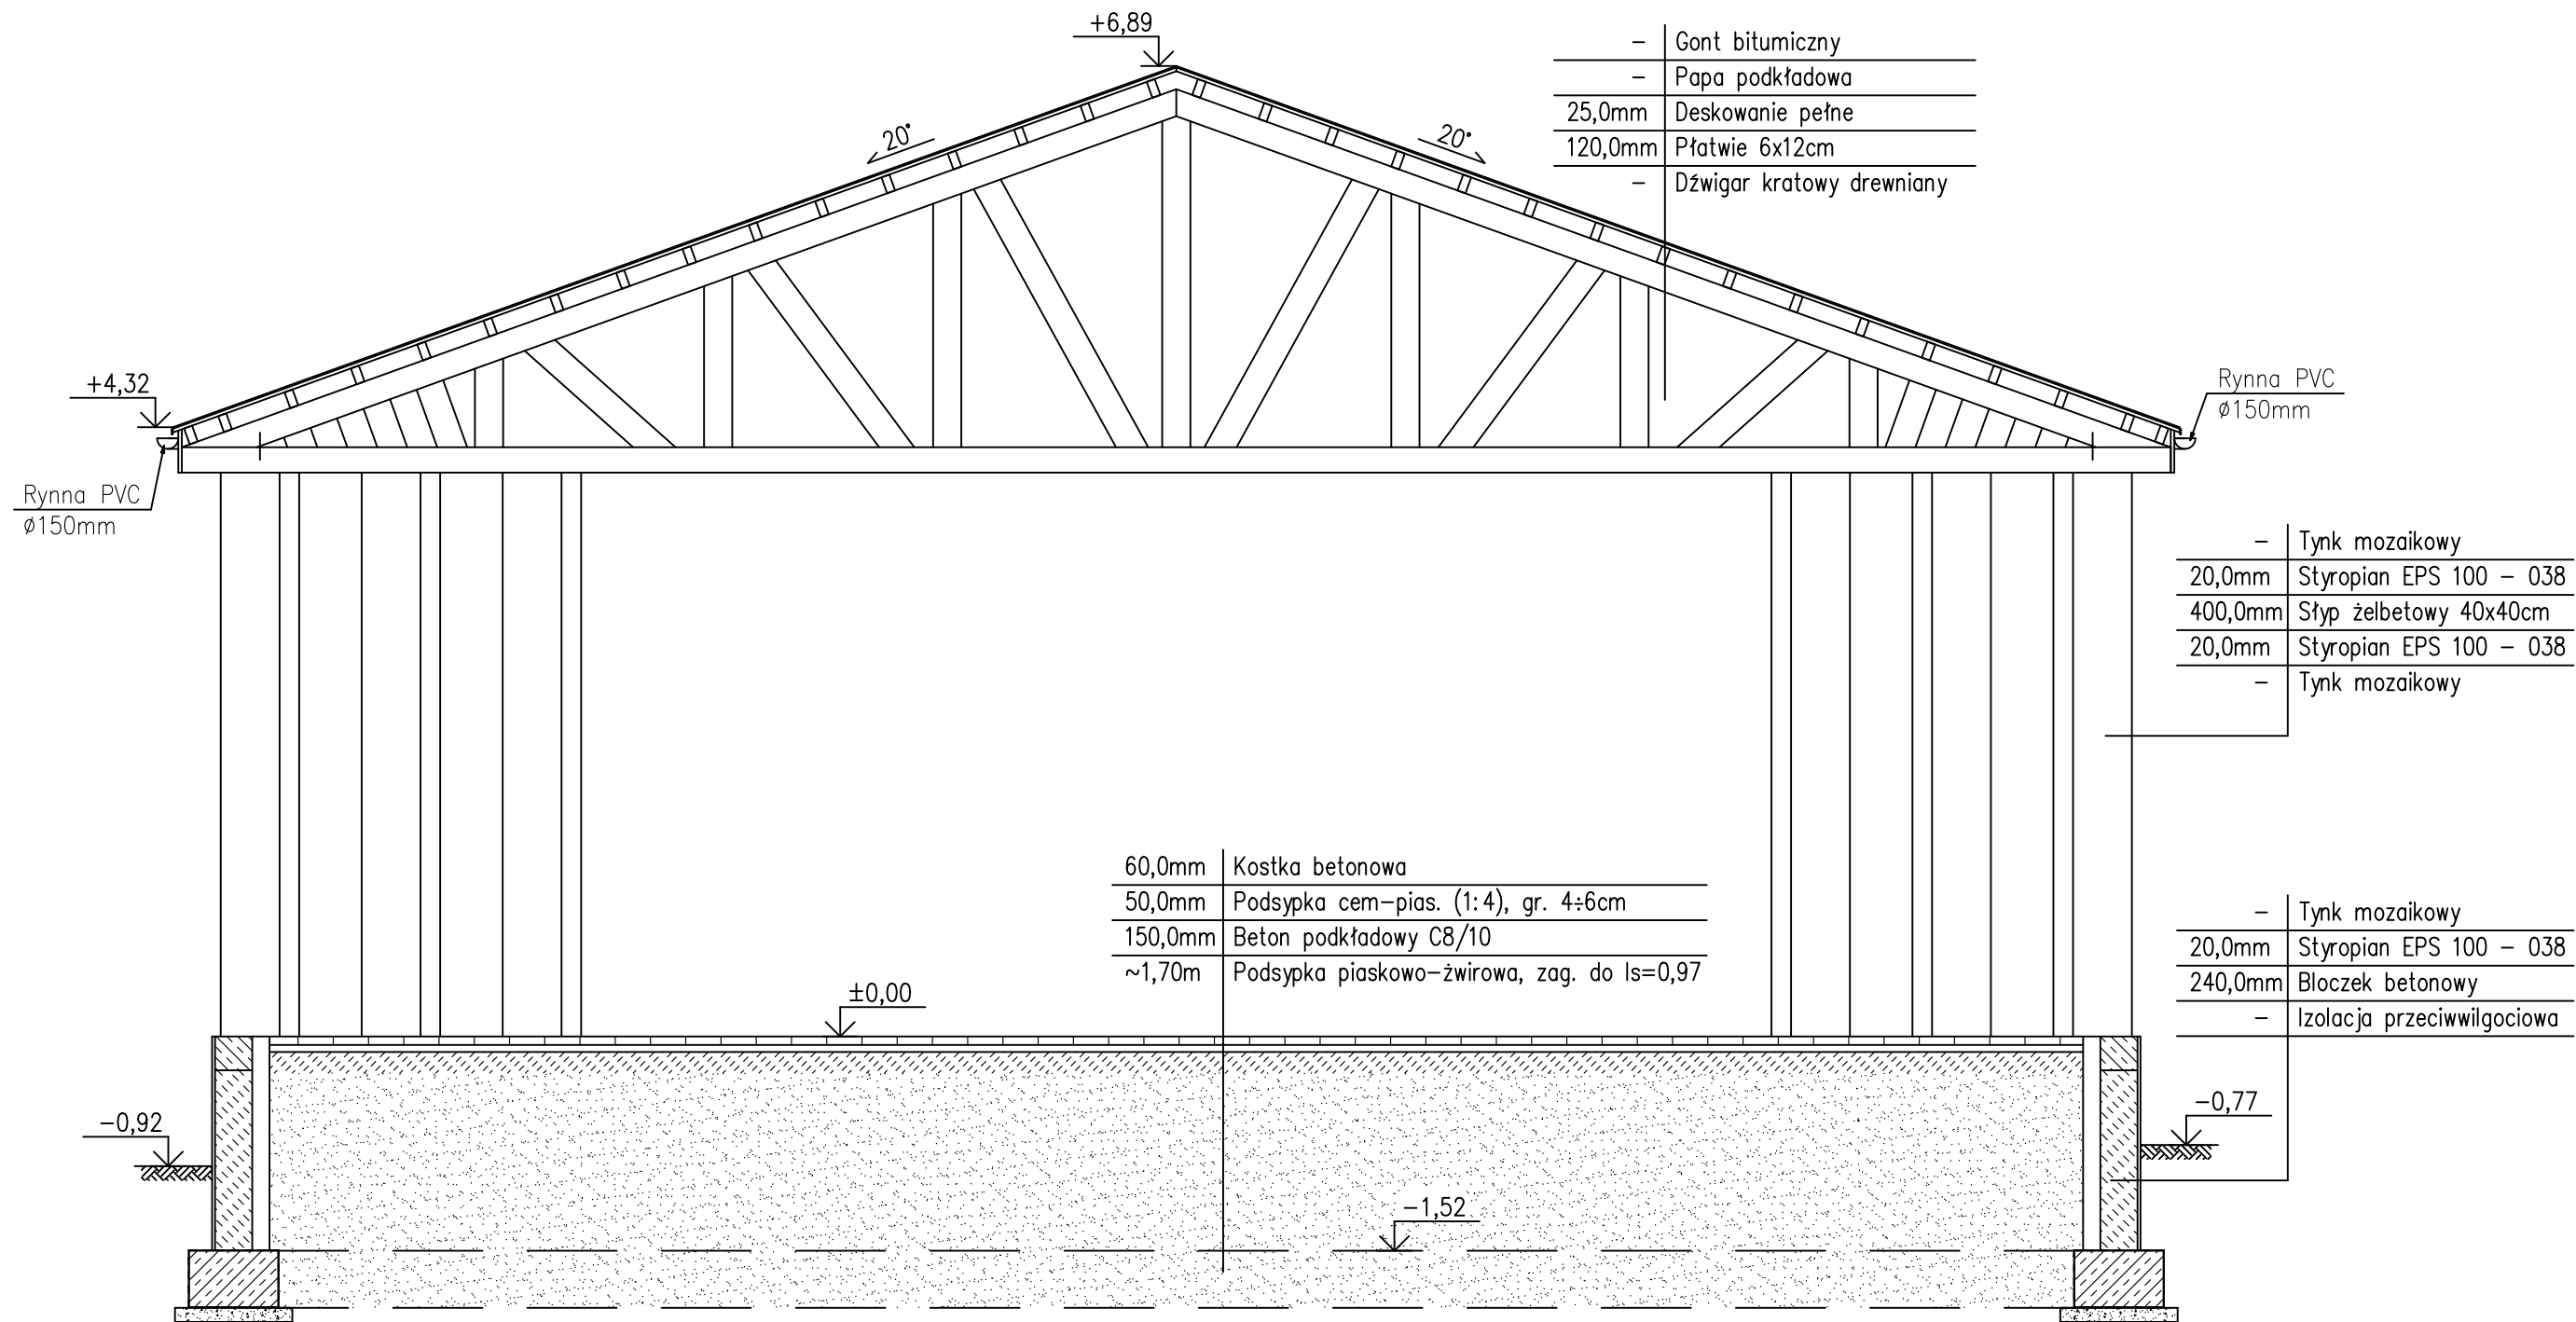 +6,89
- Gont bitumiczny
- Papa podkładowa
25,0mm Deskowanie pełne
120,0mm Płatwie 6x12cm
- Dźwigar kratowy drewniany
20°
20°
+4,32
Rynna PVC
ø150mm
Rynna PVC
ø150mm
- Tynk mozaikowy
20,0mm Styropian EPS 100 - 038
400,0mm Słyp żelbetowy 40x40cm
20,0mm Styropian EPS 100 - 038
- Tynk mozaikowy
60,0mm Kostka betonowa
50,0mm Podsypka cem-pias. (1:4), gr. 4÷6cm
150,0mm Beton podkładowy C8/10
~1,70m Podsypka piaskowo-żwirowa, zag. do Is=0,97
±0,00
- Tynk mozaikowy
20,0mm Styropian EPS 100 - 038
240,0mm Bloczek betonowy
- Izolacja przeciwwilgociowa
-0,92
-0,77
-1,52